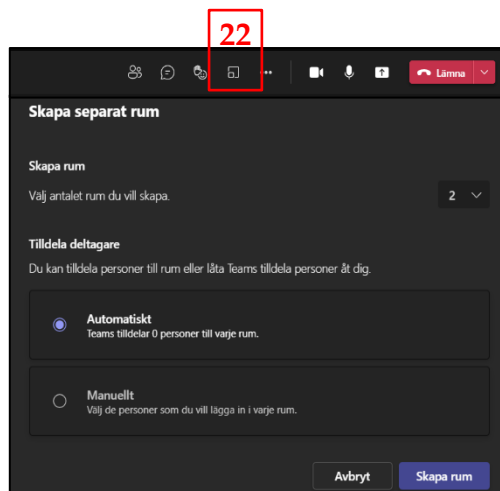 22
Lämna
Skapa separat rum
Skapa rum
Välj antalet rum du vill skapa.
2
Tilldela deltagare
Du kan tilldela personer till rum eller låta Teams tilldela personer åt dig.
Automatiskt
Teams tilldelar 0 personer till varje rum.
Manuellt
Välj de personer som du vill lägga in i varje rum.
Avbryt
Skapa rum